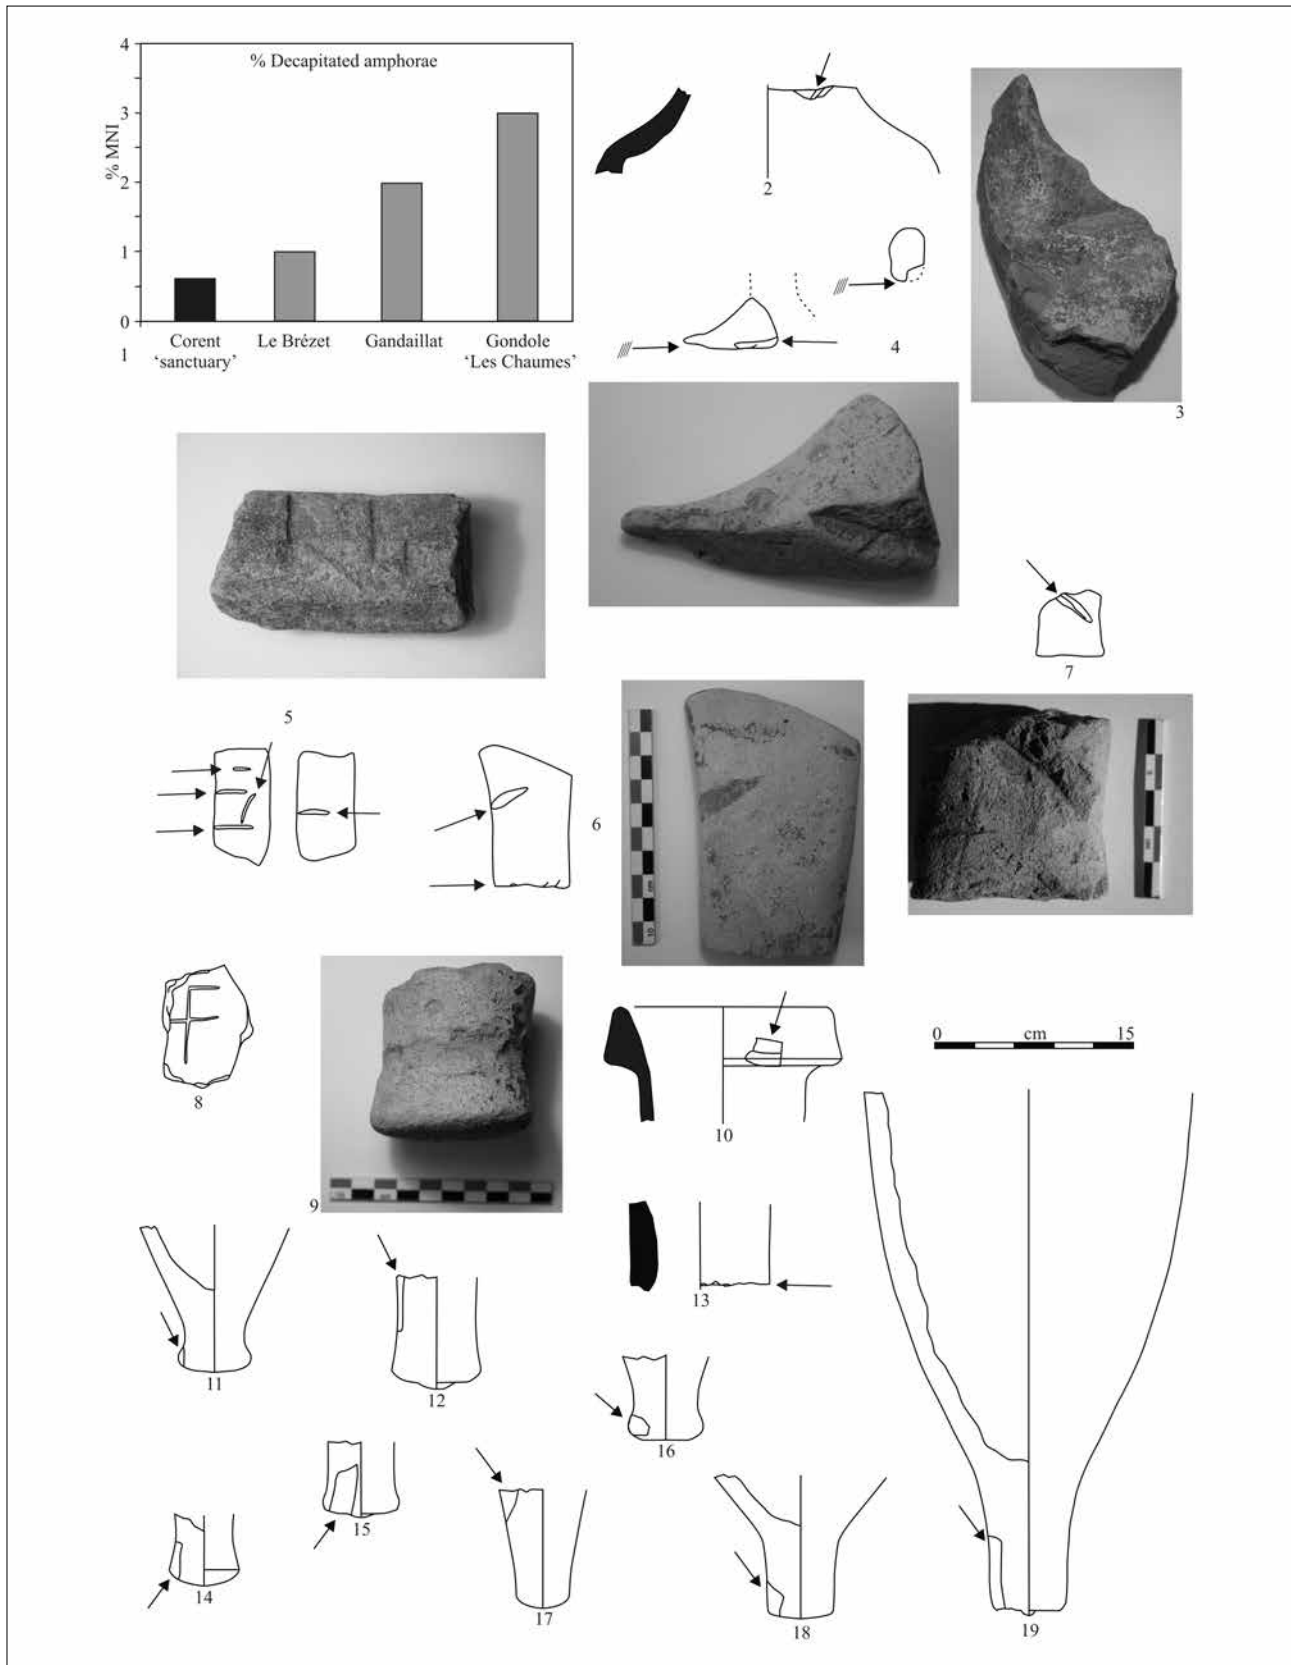 % Decapitated amphorae
% MNI
4
3
2
1
0
Corent
‘sanctuary’
Le Brézet
Gandaillat
Gondole
‘Les Chaumes’
1
2
3
4
5
6
7
8
9
10
0 cm 15
11
12
13
14
15
16
17
18
19